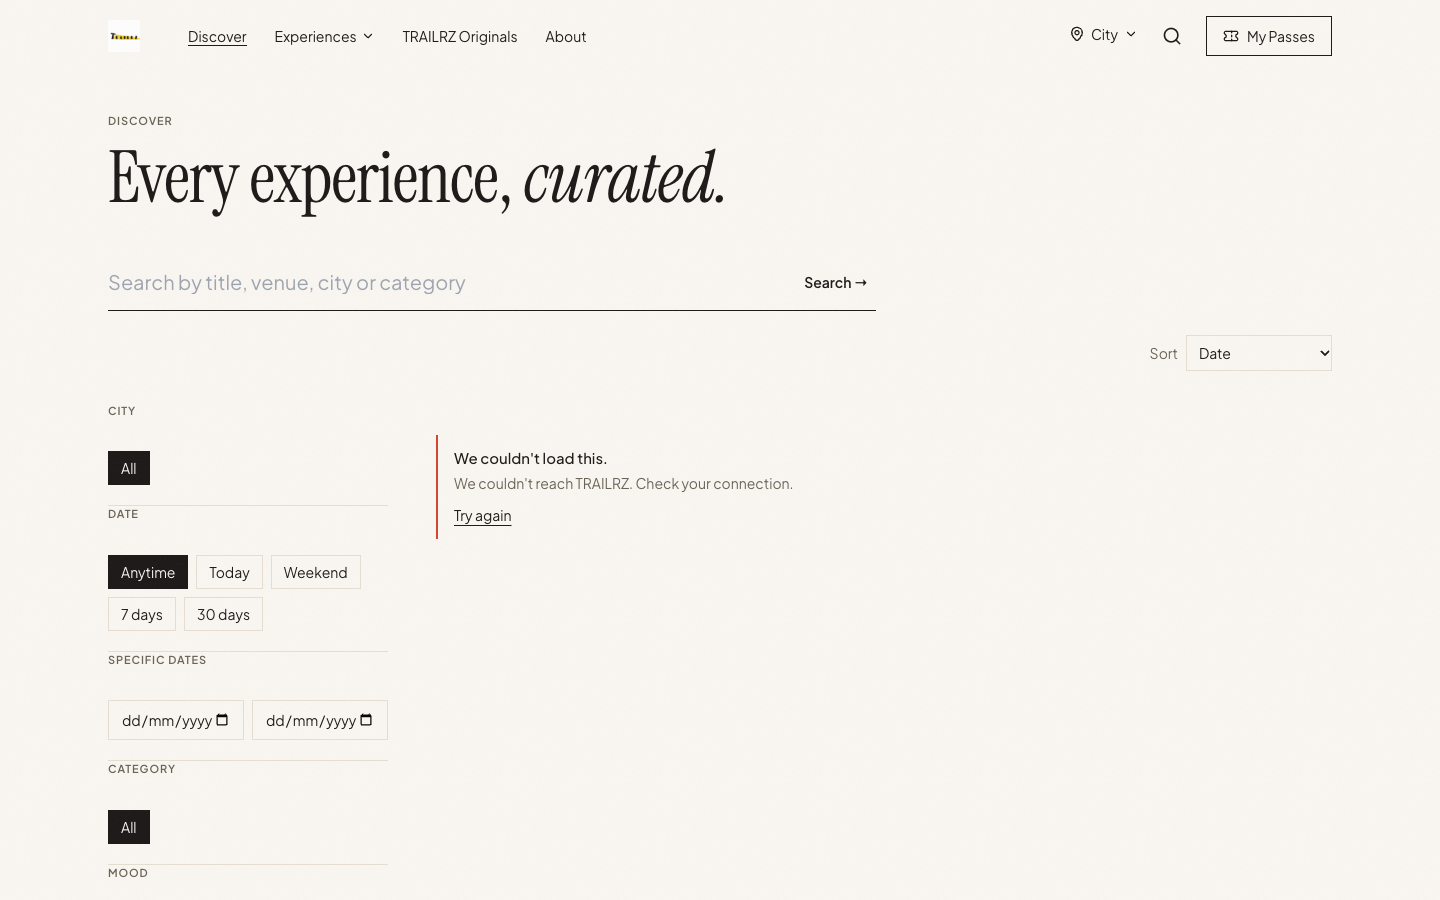 TRAILRZ
Discover
Experiences
TRAILRZ Originals
About
City
My Passes
DISCOVER
Every experience, curated.
Search by title, venue, city or category
Search →
Sort
Date
CITY
All
We couldn't load this.
We couldn't reach TRAILRZ. Check your connection.
Try again
DATE
Anytime
Today
Weekend
7 days
30 days
SPECIFIC DATES
dd/mm/yyyy
dd/mm/yyyy
CATEGORY
All
MOOD